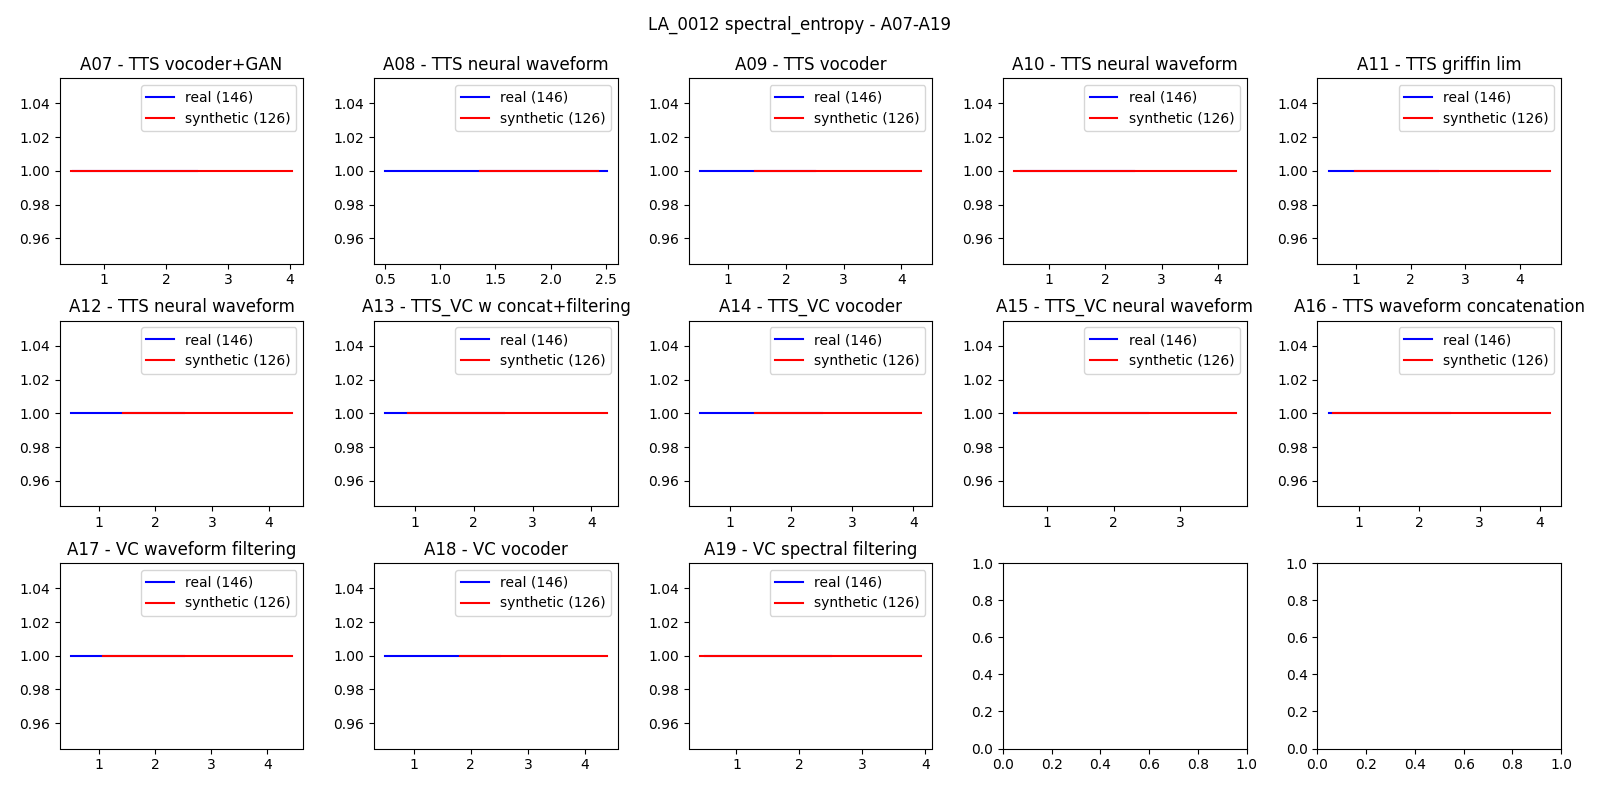 LA_0012 spectral_entropy - A07-A19
A07 - TTS vocoder+GAN
real (146)
synthetic (126)
1.04
1.02
1.00
0.98
0.96
1 2 3 4
A08 - TTS neural waveform
real (146)
synthetic (126)
1.04
1.02
1.00
0.98
0.96
0.5 1.0 1.5 2.0 2.5
A09 - TTS vocoder
real (146)
synthetic (126)
1.04
1.02
1.00
0.98
0.96
1 2 3 4
A10 - TTS neural waveform
real (146)
synthetic (126)
1.04
1.02
1.00
0.98
0.96
1 2 3 4
A11 - TTS griffin lim
real (146)
synthetic (126)
1.04
1.02
1.00
0.98
0.96
1 2 3 4
A12 - TTS neural waveform
real (146)
synthetic (126)
1.04
1.02
1.00
0.98
0.96
1 2 3 4
A13 - TTS_VC w concat+filtering
real (146)
synthetic (126)
1.04
1.02
1.00
0.98
0.96
1 2 3 4
A14 - TTS_VC vocoder
real (146)
synthetic (126)
1.04
1.02
1.00
0.98
0.96
1 2 3 4
A15 - TTS_VC neural waveform
real (146)
synthetic (126)
1.04
1.02
1.00
0.98
0.96
1 2 3
A16 - TTS waveform concatenation
real (146)
synthetic (126)
1.04
1.02
1.00
0.98
0.96
1 2 3 4
A17 - VC waveform filtering
real (146)
synthetic (126)
1.04
1.02
1.00
0.98
0.96
1 2 3 4
A18 - VC vocoder
real (146)
synthetic (126)
1.04
1.02
1.00
0.98
0.96
1 2 3 4
A19 - VC spectral filtering
real (146)
synthetic (126)
1.04
1.02
1.00
0.98
0.96
1 2 3 4
1.0
0.8
0.6
0.4
0.2
0.0
0.0 0.2 0.4 0.6 0.8 1.0
1.0
0.8
0.6
0.4
0.2
0.0
0.0 0.2 0.4 0.6 0.8 1.0